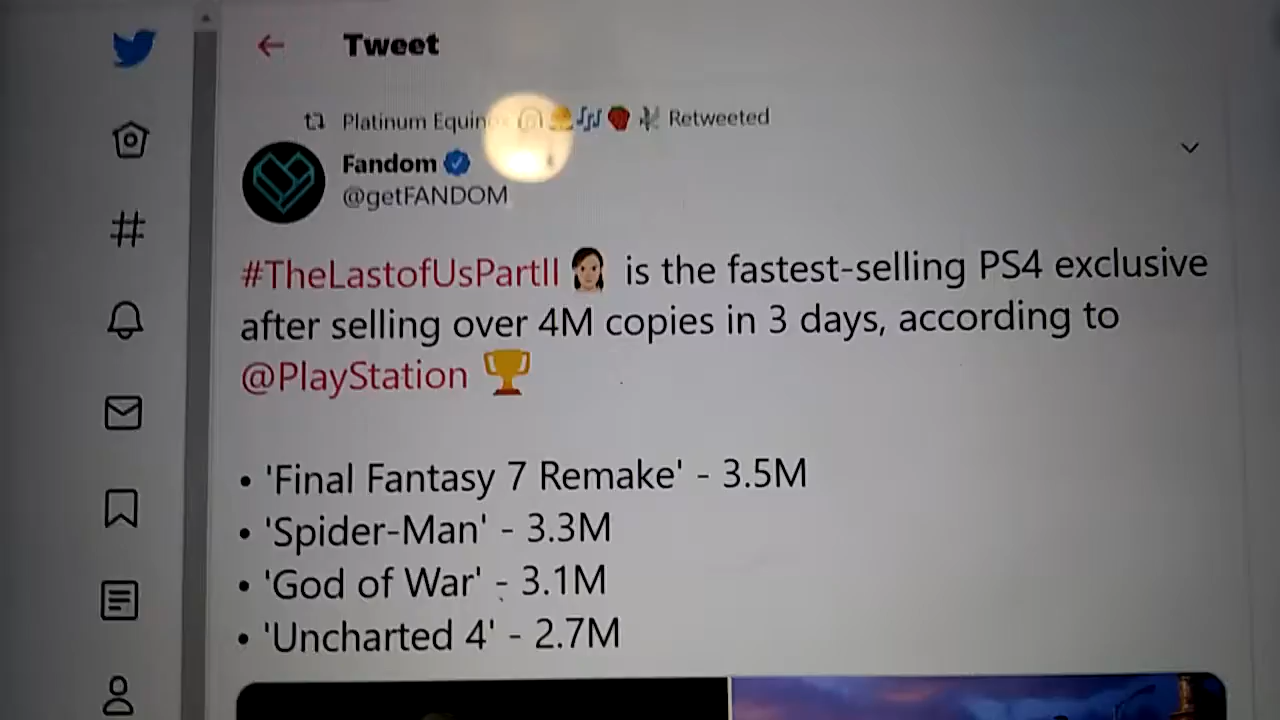 Tweet
Platinum Retweeted
Fandom
@getFANDOM
#TheLastofUsPartII is the fastest-selling PS4 exclusive
after selling over 4M copies in 3 days, according to
@PlayStation
• 'Final Fantasy 7 Remake' - 3.5M
• 'Spider-Man' - 3.3M
• 'God of War' - 3.1M
• 'Uncharted 4' - 2.7M